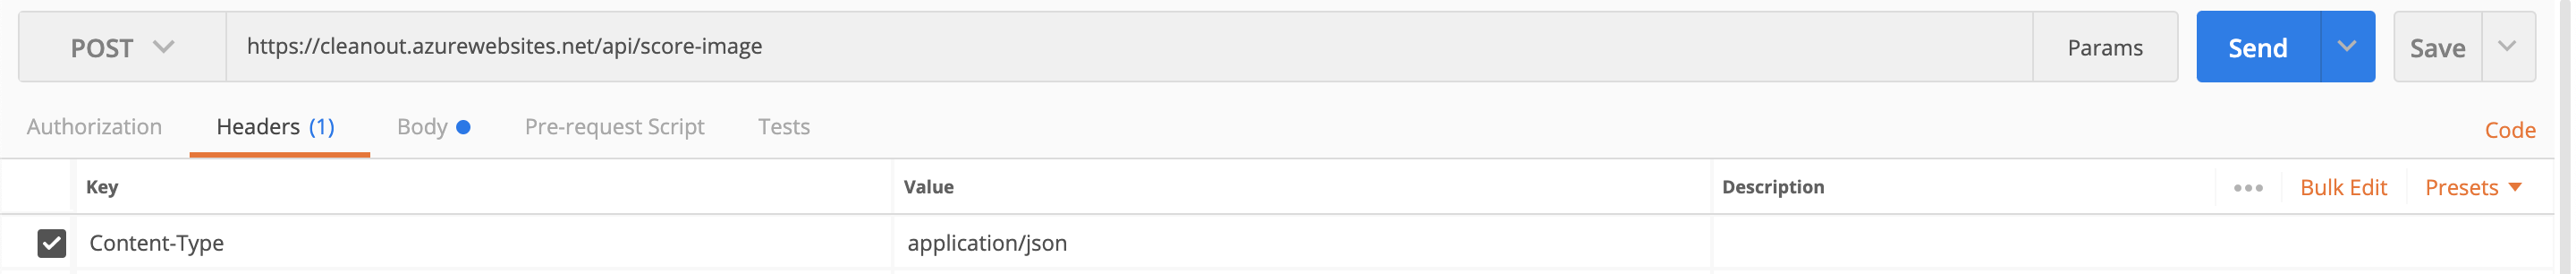 POST https://cleanout.azurewebsites.net/api/score-image Params Send Save
Authorization Headers (1) Body Pre-request Script Tests Code
Key Value Description ••• Bulk Edit Presets
Content-Type application/json